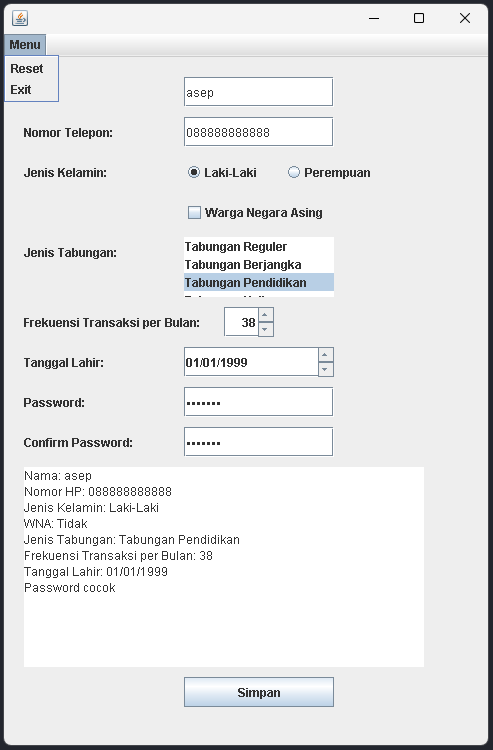 Menu
Reset
Exit
asep
Nomor Telepon:
088888888888
Jenis Kelamin:
Laki-Laki
Perempuan
Warga Negara Asing
Jenis Tabungan:
Tabungan Reguler
Tabungan Berjangka
Tabungan Pendidikan
Frekuensi Transaksi per Bulan:
38
Tanggal Lahir:
01/01/1999
Password:
•••••••
Confirm Password:
•••••••
Nama: asep
Nomor HP: 088888888888
Jenis Kelamin: Laki-Laki
WNA: Tidak
Jenis Tabungan: Tabungan Pendidikan
Frekuensi Transaksi per Bulan: 38
Tanggal Lahir: 01/01/1999
Password cocok
Simpan